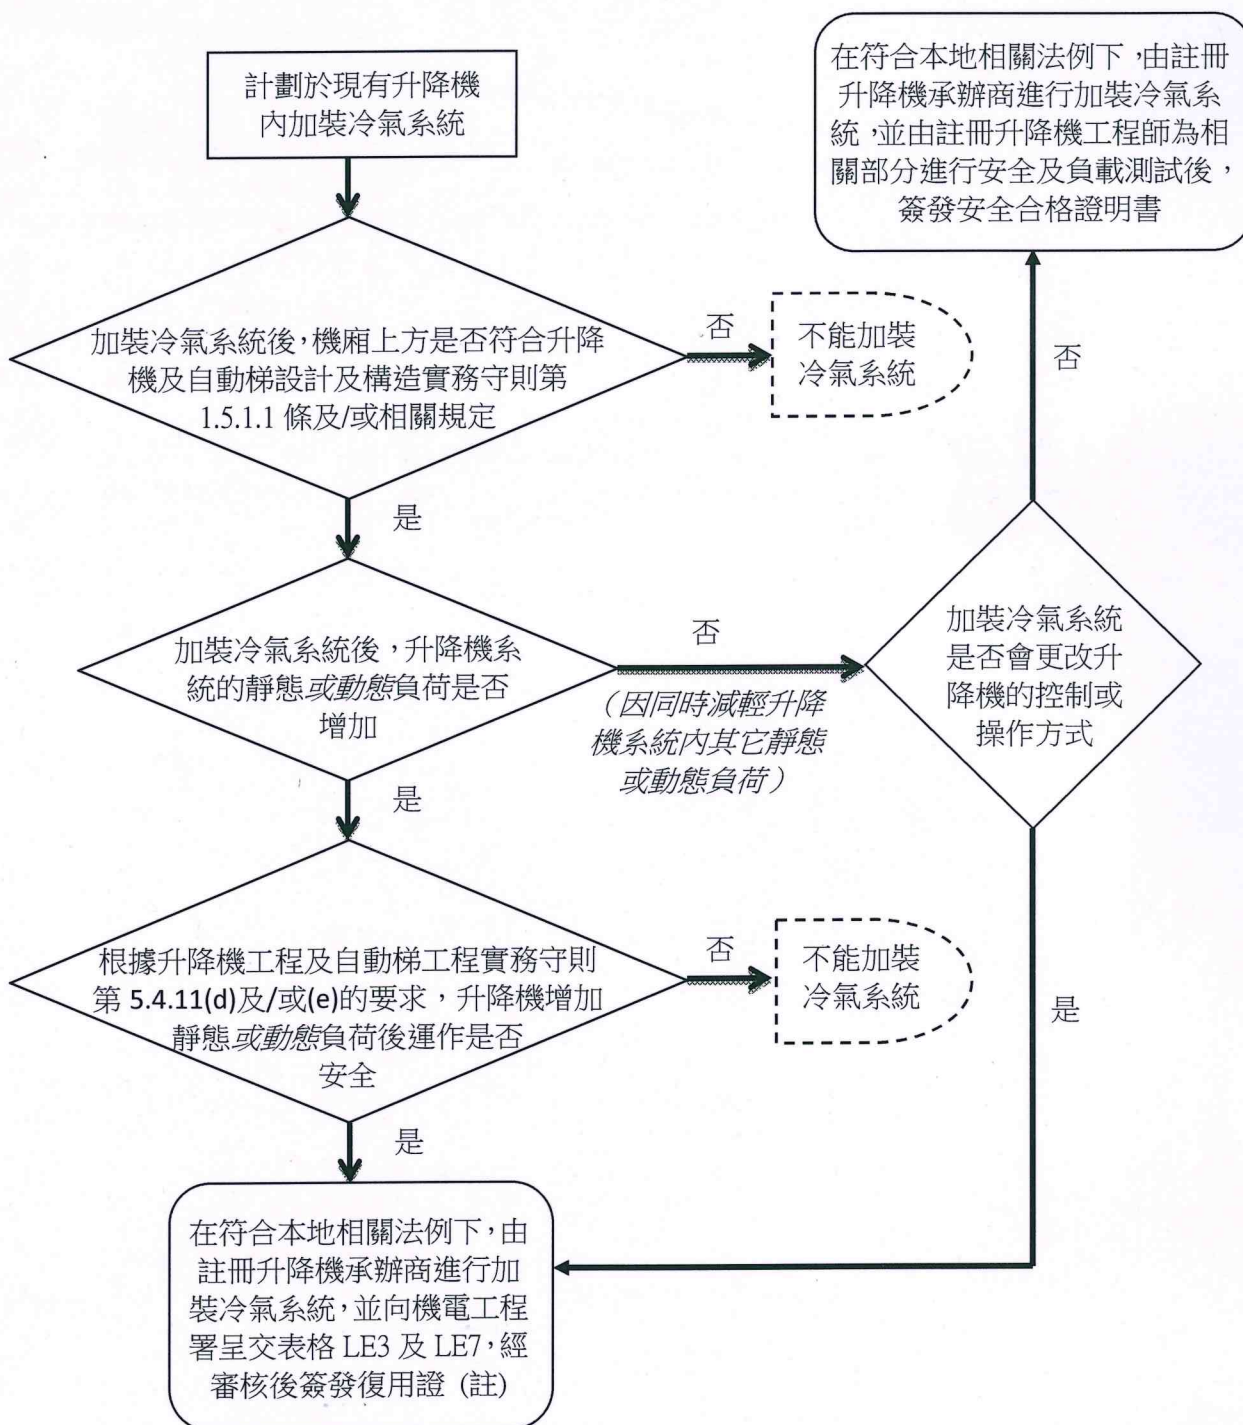 計劃於現有升降機
內加裝冷氣系統
在符合本地相關法例下，由註冊
升降機承辦商進行加裝冷氣系
統，並由註冊升降機工程師為相
關部分進行安全及負載測試後，
簽發安全合格證明書
加裝冷氣系統後，機廂上方是否符合升降
機及自動梯設計及構造實務守則第
1.5.1.1 條及/或相關規定
否
不能加裝
冷氣系統
否
是
加裝冷氣系統後，升降機系
統的靜態或動態負荷是否
增加
否
（因同時減輕升降
機系統內其它靜態
或動態負荷）
加裝冷氣系統
是否會更改升
降機的控制或
操作方式
是
根據升降機工程及自動梯工程實務守則
第 5.4.11(d)及/或(e)的要求，升降機增加
靜態或動態負荷後運作是否
安全
否
不能加裝
冷氣系統
是
是
在符合本地相關法例下，由
註冊升降機承辦商進行加
裝冷氣系統，並向機電工程
署呈交表格 LE3 及 LE7，經
審核後簽發復用證 (註)